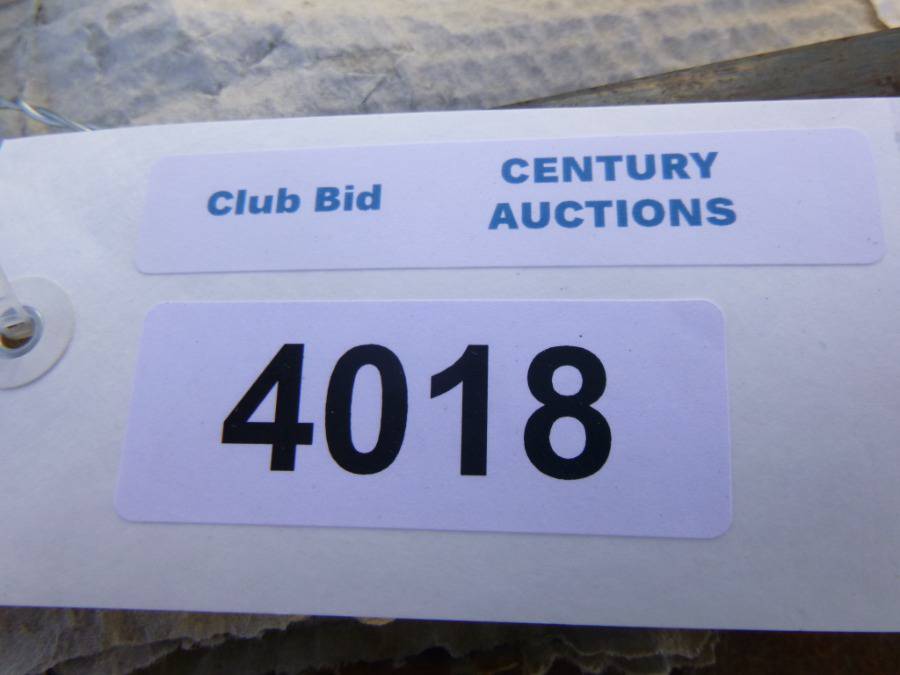 Club Bid
CENTURY
AUCTIONS
4018